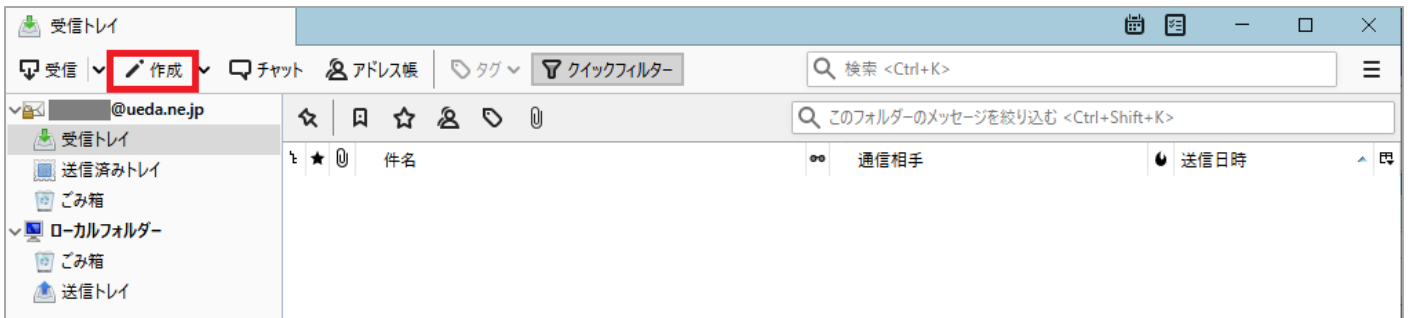 受信トレイ
受信 作成 チャット アドレス帳 タグ クイックフィルター 検索 <Ctrl+K>
@ueda.ne.jp
このフォルダーのメッセージを絞り込む <Ctrl+Shift+K>
受信トレイ
件名 通信相手 送信日時
送信済みトレイ
ごみ箱
ローカルフォルダー
ごみ箱
送信トレイ